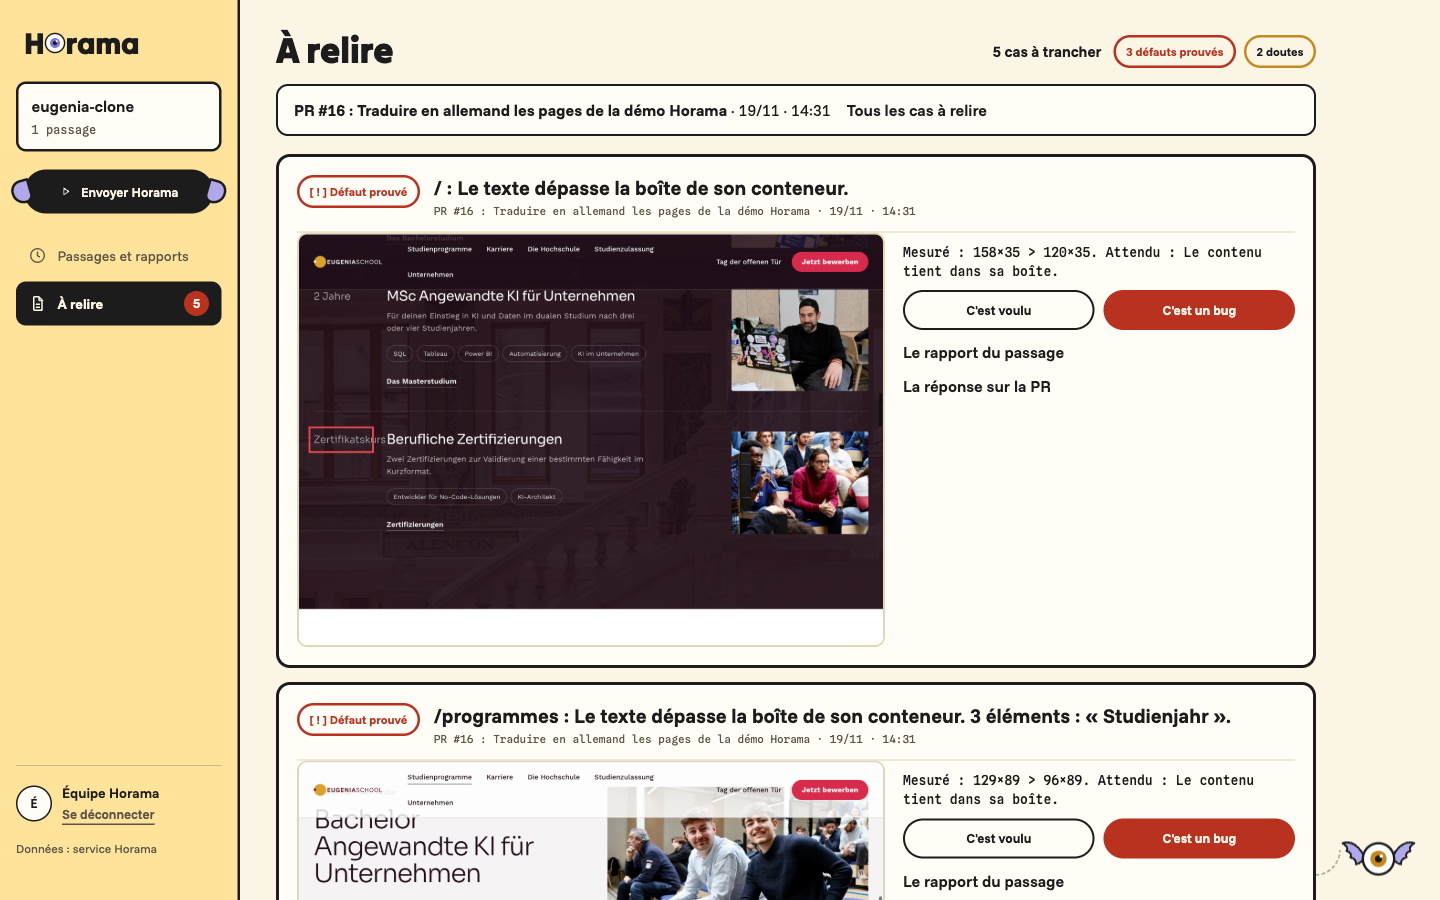 Horama
eugenia-clone
1 passage
Envoyer Horama
Passages et rapports
À relire
5
É
Équipe Horama
Se déconnecter
Données : service Horama
À relire
5 cas à trancher
3 défauts prouvés
2 doutes
PR #16 : Traduire en allemand les pages de la démo Horama · 19/11 · 14:31 Tous les cas à relire
[!] Défaut prouvé
/ : Le texte dépasse la boîte de son conteneur.
PR #16 : Traduire en allemand les pages de la démo Horama · 19/11 · 14:31
Das Bachelorstudium
Studienprogramme Karriere Die Hochschule Studienzulassung
EUGENIASCHOOL
Tag der offenen Tür
Jetzt bewerben
Unternehmen
2 Jahre
MSc Angewandte KI für Unternehmen
Für deinen Einstieg in KI und Daten im dualen Studium nach drei
oder vier Studienjahren.
SQL Tableau Power BI Automatisierung KI im Unternehmen
Das Masterstudium
Zertifikatskurs
Berufliche Zertifizierungen
Zwei Zertifizierungen zur Validierung einer bestimmten Fähigkeit im
Kurzformat.
Entwickler für No-Code-Lösungen KI-Architekt
Zertifizierungen
ALENCON
Mesuré : 158×35 > 120×35. Attendu : Le contenu
tient dans sa boîte.
C'est voulu
C'est un bug
Le rapport du passage
La réponse sur la PR
[!] Défaut prouvé
/programmes : Le texte dépasse la boîte de son conteneur. 3 éléments : « Studienjahr ».
PR #16 : Traduire en allemand les pages de la démo Horama · 19/11 · 14:31
Studienprogramme Karriere Die Hochschule Studienzulassung
EUGENIASCHOOL
Tag der offenen Tür
Jetzt bewerben
Unternehmen
Bachelor
Angewandte KI für
Unternehmen
Mesuré : 129×89 > 96×89. Attendu : Le contenu
tient dans sa boîte.
C'est voulu
C'est un bug
Le rapport du passage